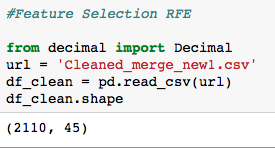 #Feature Selection RFE
from decimal import Decimal
url = 'Cleaned_merge_new1.csv'
df_clean = pd.read_csv(url)
df_clean.shape
(2110, 45)